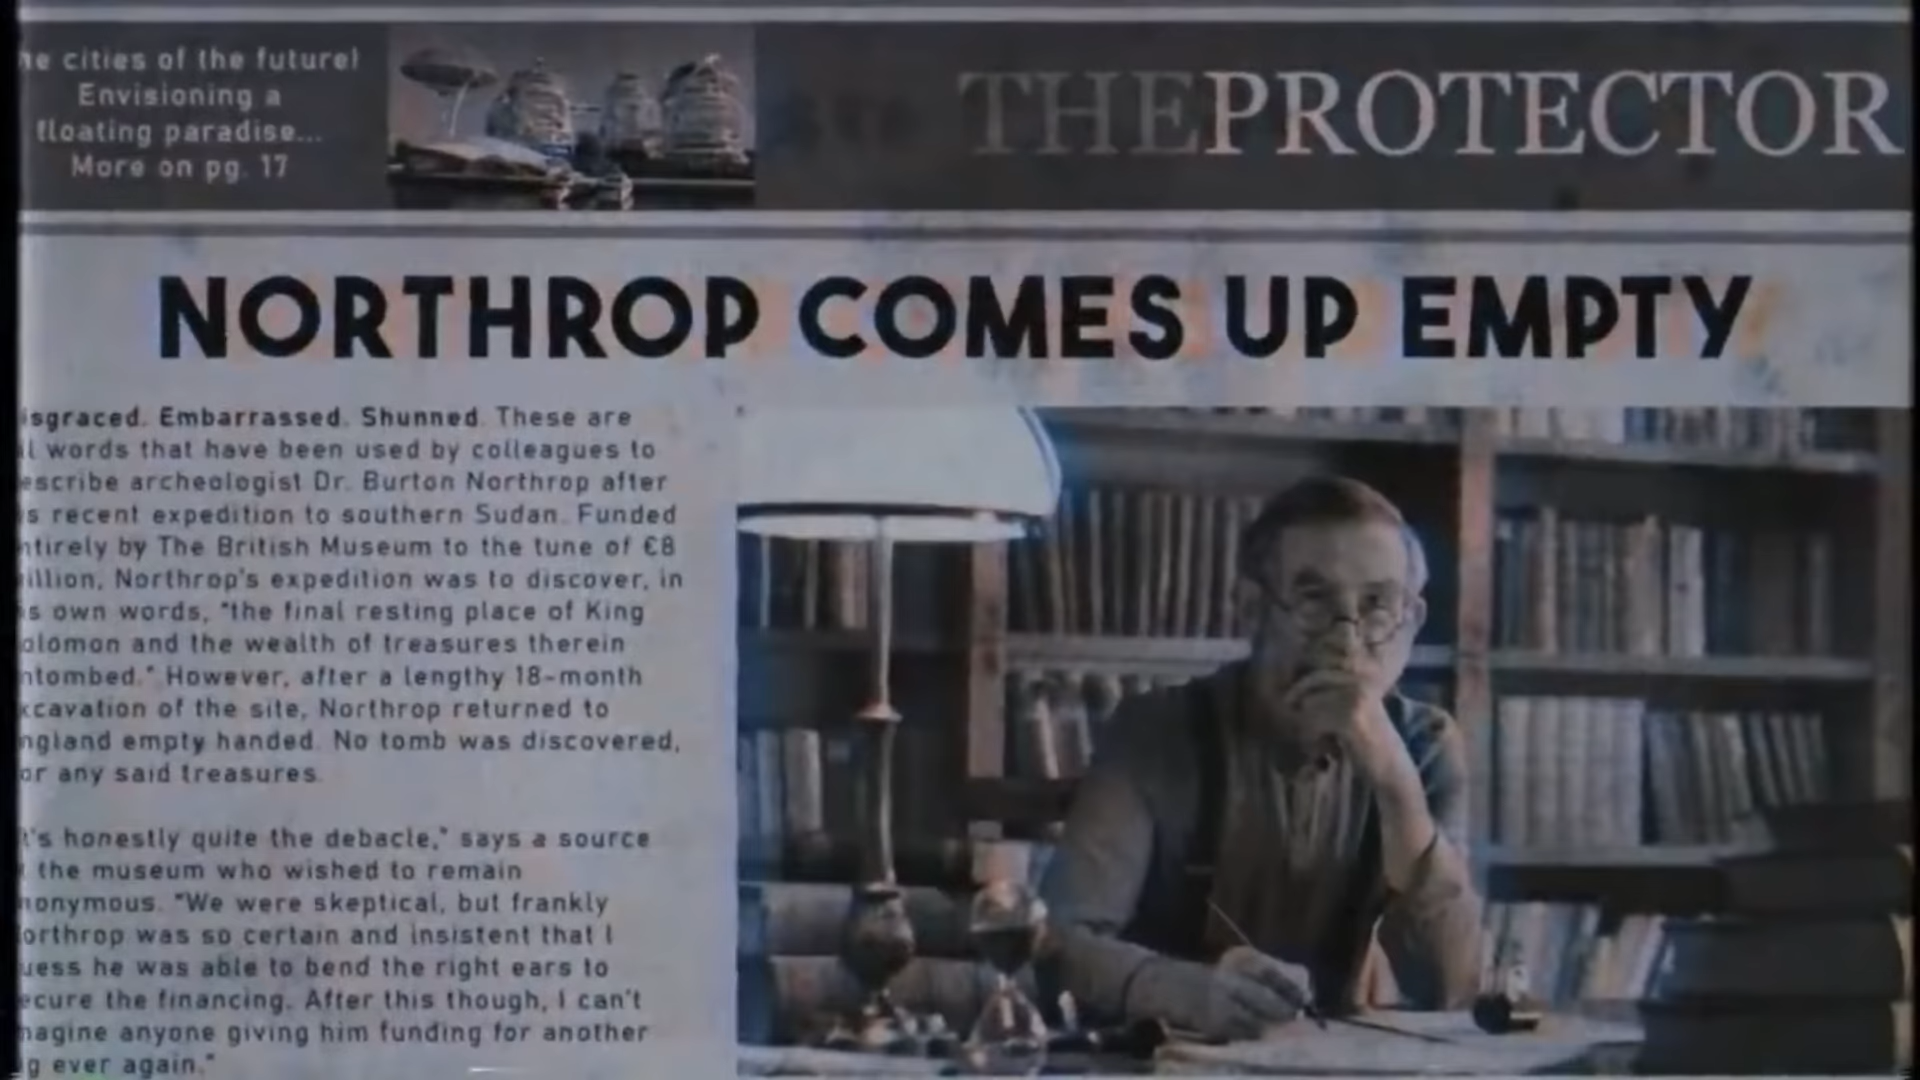 he cities of the future!
Envisioning a
floating paradise...
More on pg. 17
THEPROTECTOR
NORTHROP COMES UP EMPTY
isgraced. Embarrassed. Shunned. These are
l words that have been used by colleagues to
escribe archeologist Dr. Burton Northrop after
s recent expedition to southern Sudan. Funded
ntirely by The British Museum to the tune of €8
illion, Northrop's expedition was to discover, in
s own words, "the final resting place of King
olomon and the wealth of treasures therein
ntombed." However, after a lengthy 18-month
xcavation of the site, Northrop returned to
ngland empty handed. No tomb was discovered,
or any said treasures.
t's honestly quite the debacle," says a source
the museum who wished to remain
nonymous. "We were skeptical, but frankly
orthrop was so certain and insistent that I
uess he was able to bend the right ears to
ecure the financing. After this though, I can't
magine anyone giving him funding for another
g ever again."